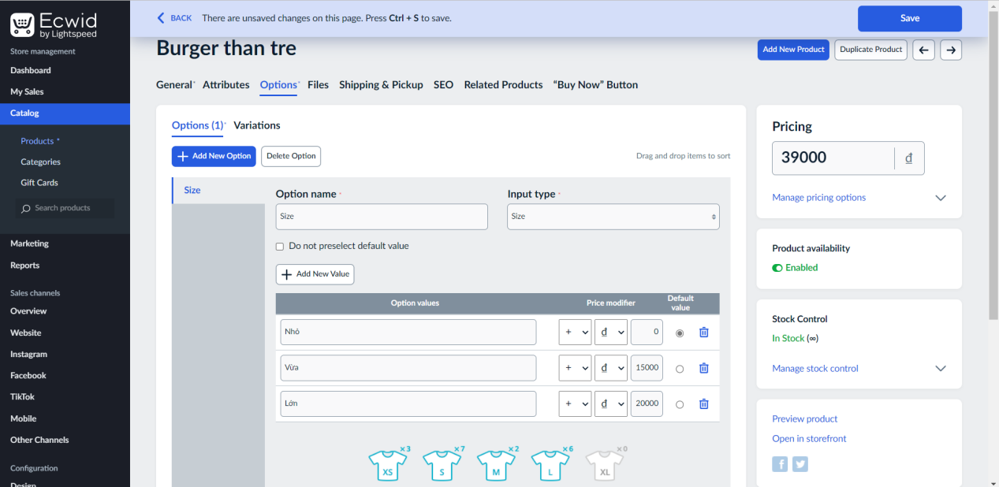 Ecwid
by Lightspeed
BACK There are unsaved changes on this page. Press Ctrl + S to save.
Save
Store management
Dashboard
My Sales
Catalog
Products *
Categories
Gift Cards
Search products
Marketing
Reports
Sales channels
Overview
Website
Instagram
Facebook
TikTok
Mobile
Other Channels
Configuration
Design
Burger than tre
Add New Product Duplicate Product
General* Attributes Options* Files Shipping & Pickup SEO Related Products “Buy Now” Button
Options (1)* Variations
Add New Option Delete Option Drag and drop items to sort
Size
Option name * Input type *
Size Size
Do not preselect default value
Add New Value
Option values Price modifier Default value
Nhỏ + đ 0
Vừa + đ 15000
Lớn + đ 20000
×3 ×7 ×2 ×6 ×0
XS S M L XL
Pricing
39000 đ
Manage pricing options
Product availability
Enabled
Stock Control
In Stock (∞)
Manage stock control
Preview product
Open in storefront